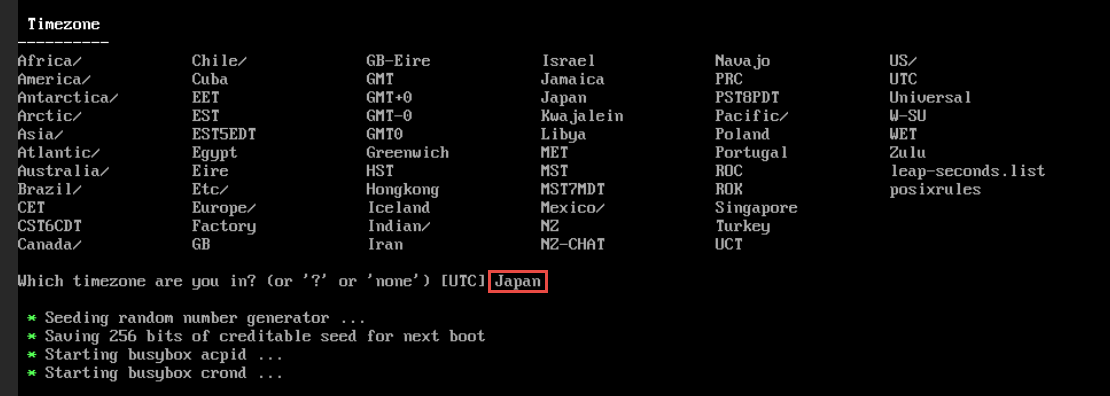 Timezone
----------
Africa/ Chile/ GB-Eire Israel Navajo US/
America/ Cuba GMT Jamaica PRC UTC
Antarctica/ EET GMT+0 Japan PST8PDT Universal
Arctic/ EST GMT-0 Kwajalein Pacific/ W-SU
Asia/ EST5EDT GMT0 Libya Poland WET
Atlantic/ Egypt Greenwich MET Portugal Zulu
Australia/ Eire HST MST ROC leap-seconds.list
Brazil/ Etc/ Hongkong MST7MDT ROK posixrules
CET Europe/ Iceland Mexico/ Singapore
CST6CDT Factory Indian/ NZ Turkey
Canada/ GB Iran NZ-CHAT UCT
Which timezone are you in? (or '?' or 'none') [UTC] Japan
* Seeding random number generator ...
* Saving 256 bits of creditable seed for next boot
* Starting busybox acpid ...
* Starting busybox crond ...